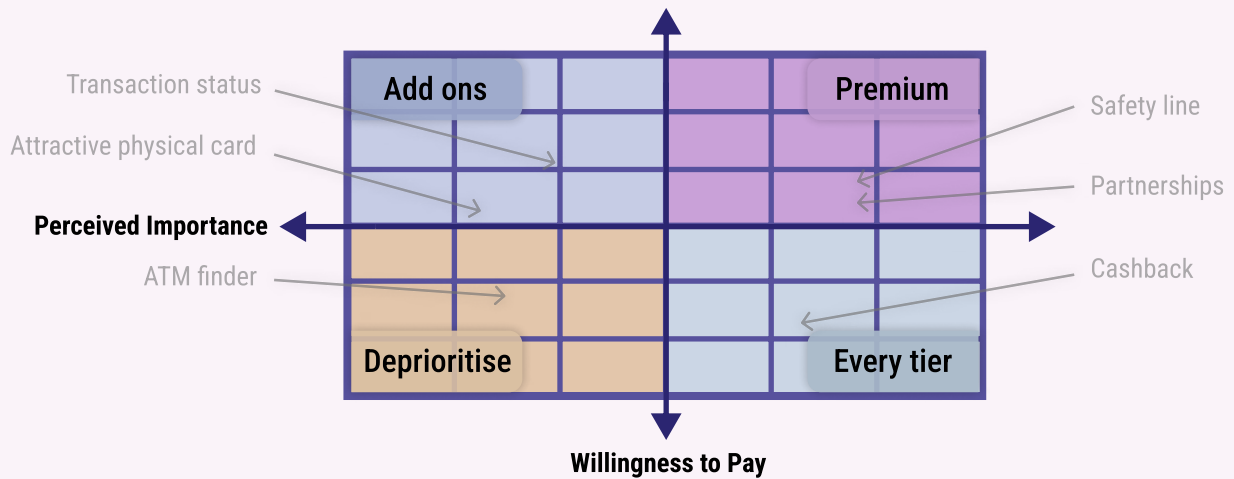 Add ons
Premium
Transaction status
Safety line
Attractive physical card
Partnerships
Perceived Importance
ATM finder
Cashback
Deprioritise
Every tier
Willingness to Pay